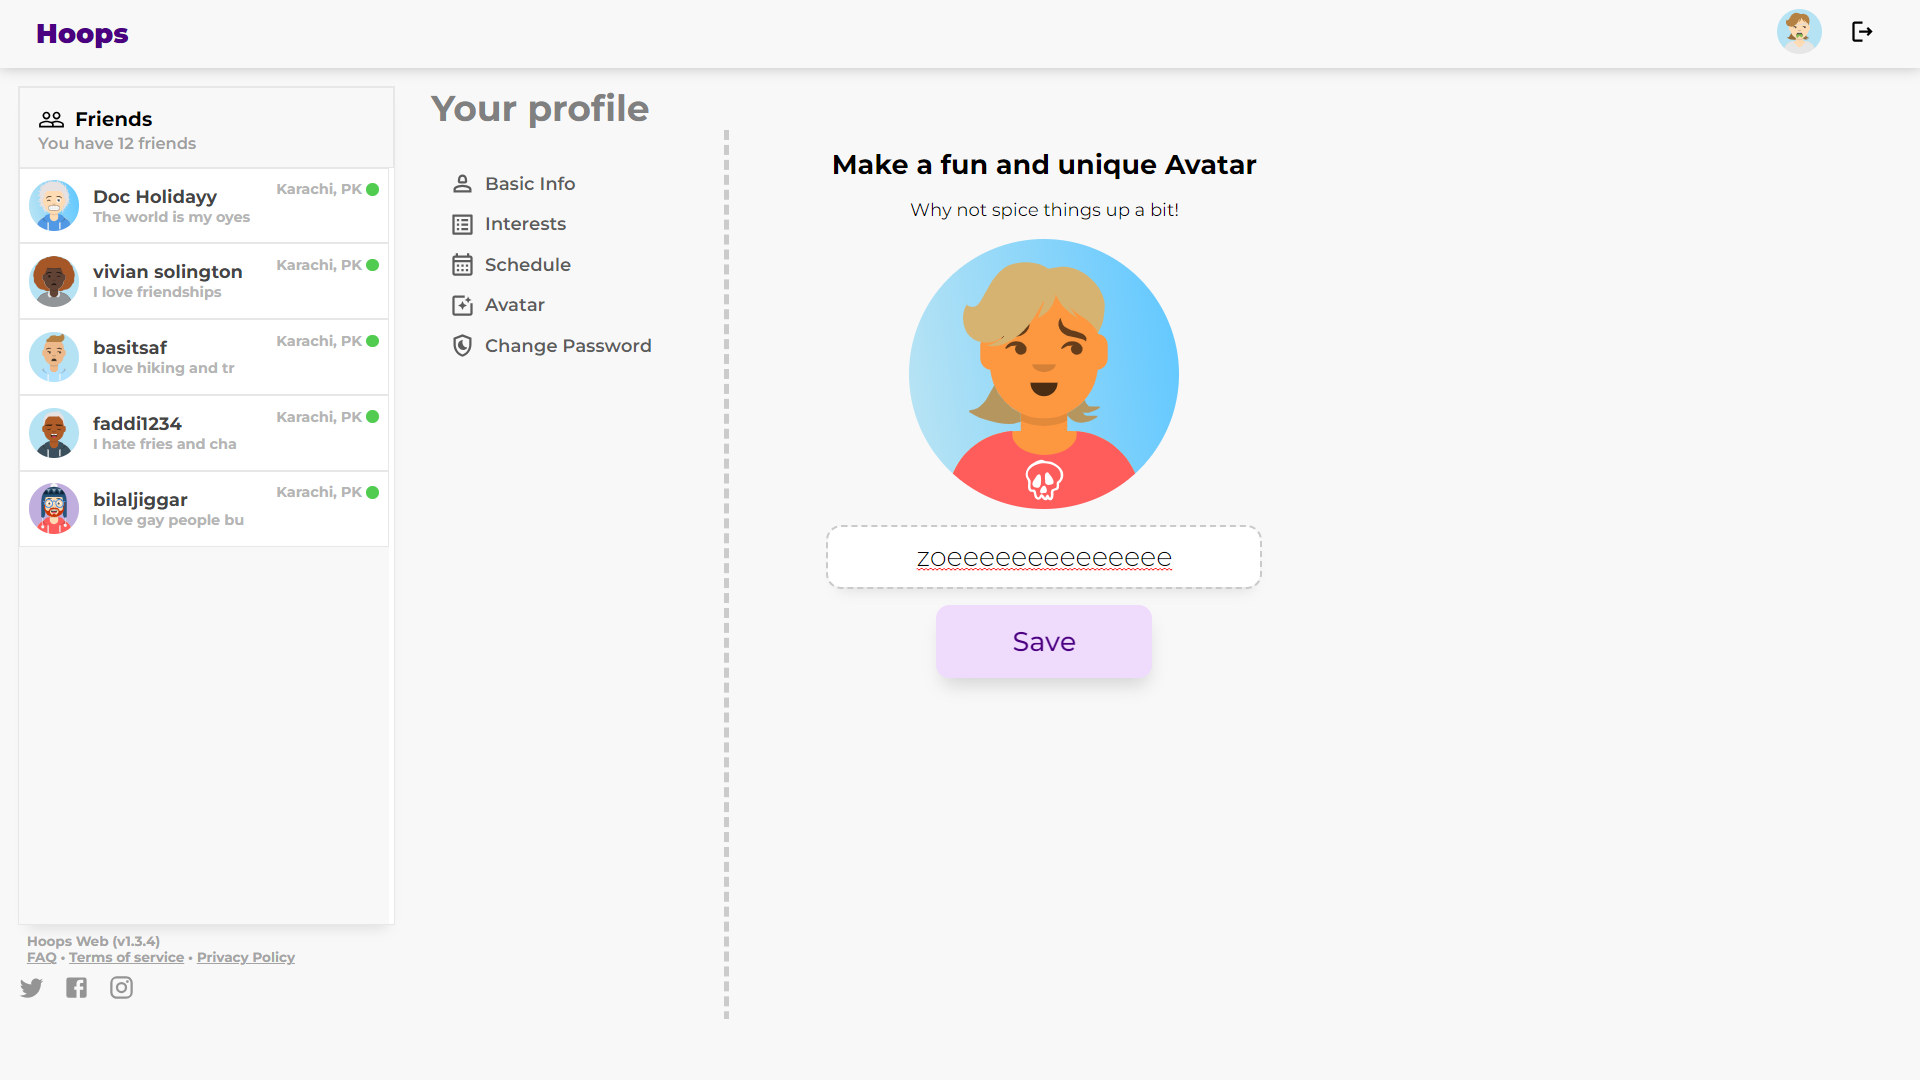 Hoops
Friends
You have 12 friends
Doc Holidayy
Karachi, PK
The world is my oyes
vivian solington
Karachi, PK
I love friendships
basitsaf
Karachi, PK
I love hiking and tr
faddi1234
Karachi, PK
I hate fries and cha
bilaljiggar
Karachi, PK
I love gay people bu
Hoops Web (v1.3.4)
FAQ • Terms of service • Privacy Policy
Your profile
Basic Info
Interests
Schedule
Avatar
Change Password
Make a fun and unique Avatar
Why not spice things up a bit!
zoeeeeeeeeeeeeee
Save